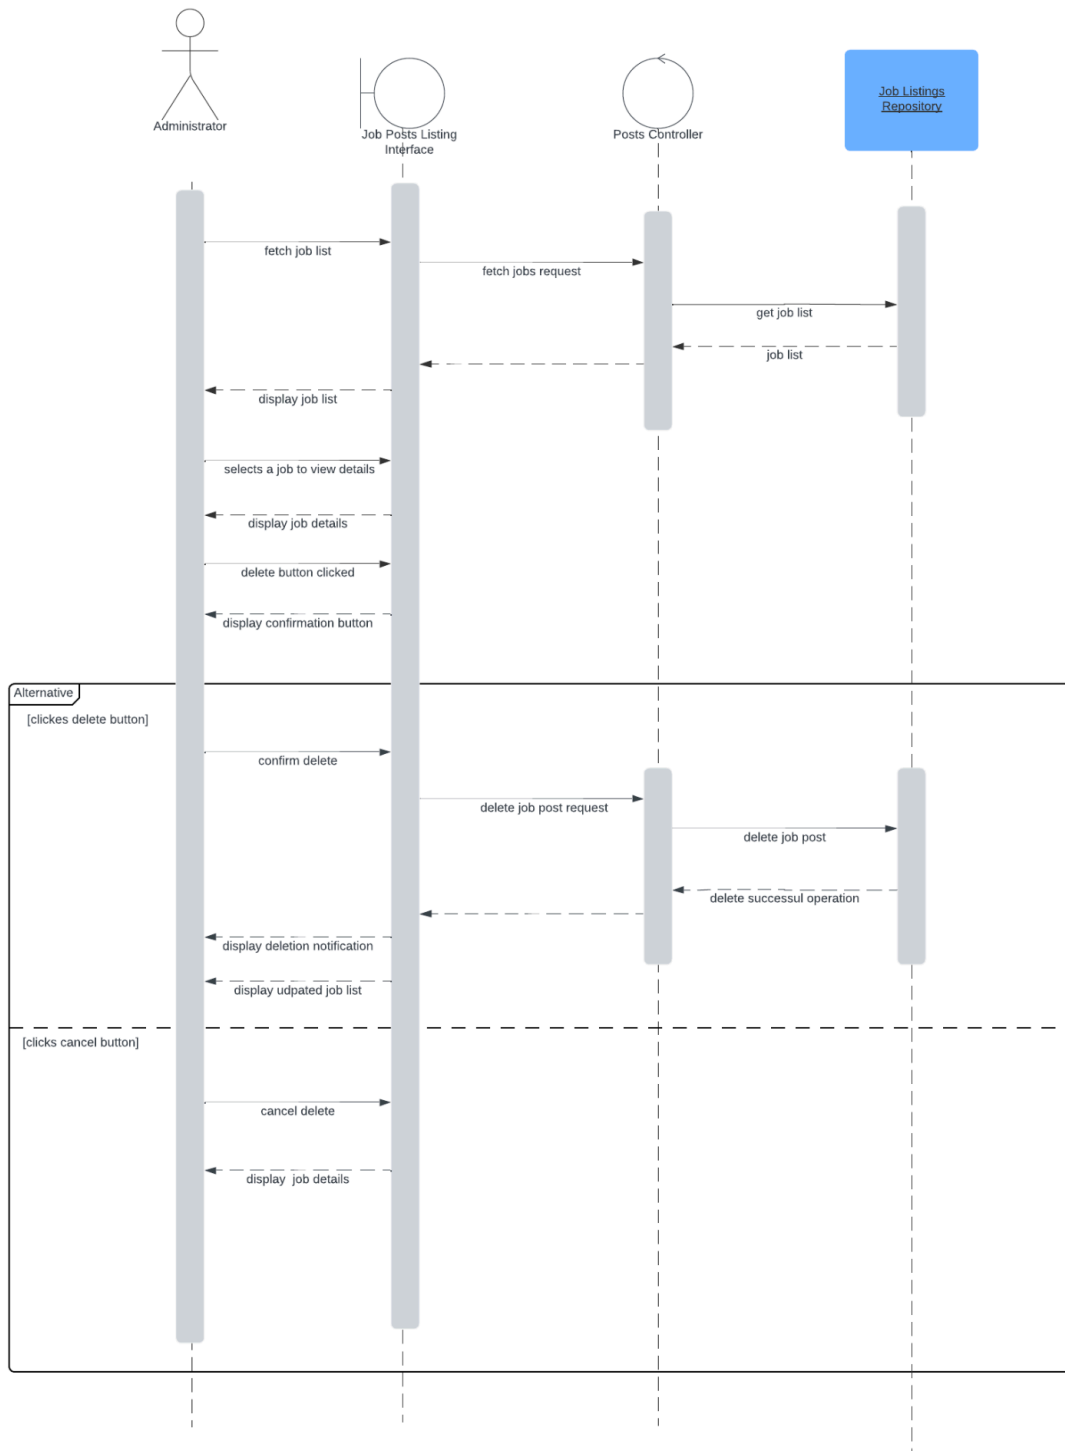 Administrator
Job Posts Listing
Interface
Posts Controller
Job Listings
Repository
fetch job list
fetch jobs request
get job list
job list
display job list
selects a job to view details
display job details
delete button clicked
display confirmation button
Alternative
[clickes delete button]
confirm delete
delete job post request
delete job post
delete successul operation
display deletion notification
display udpated job list
[clicks cancel button]
cancel delete
display job details